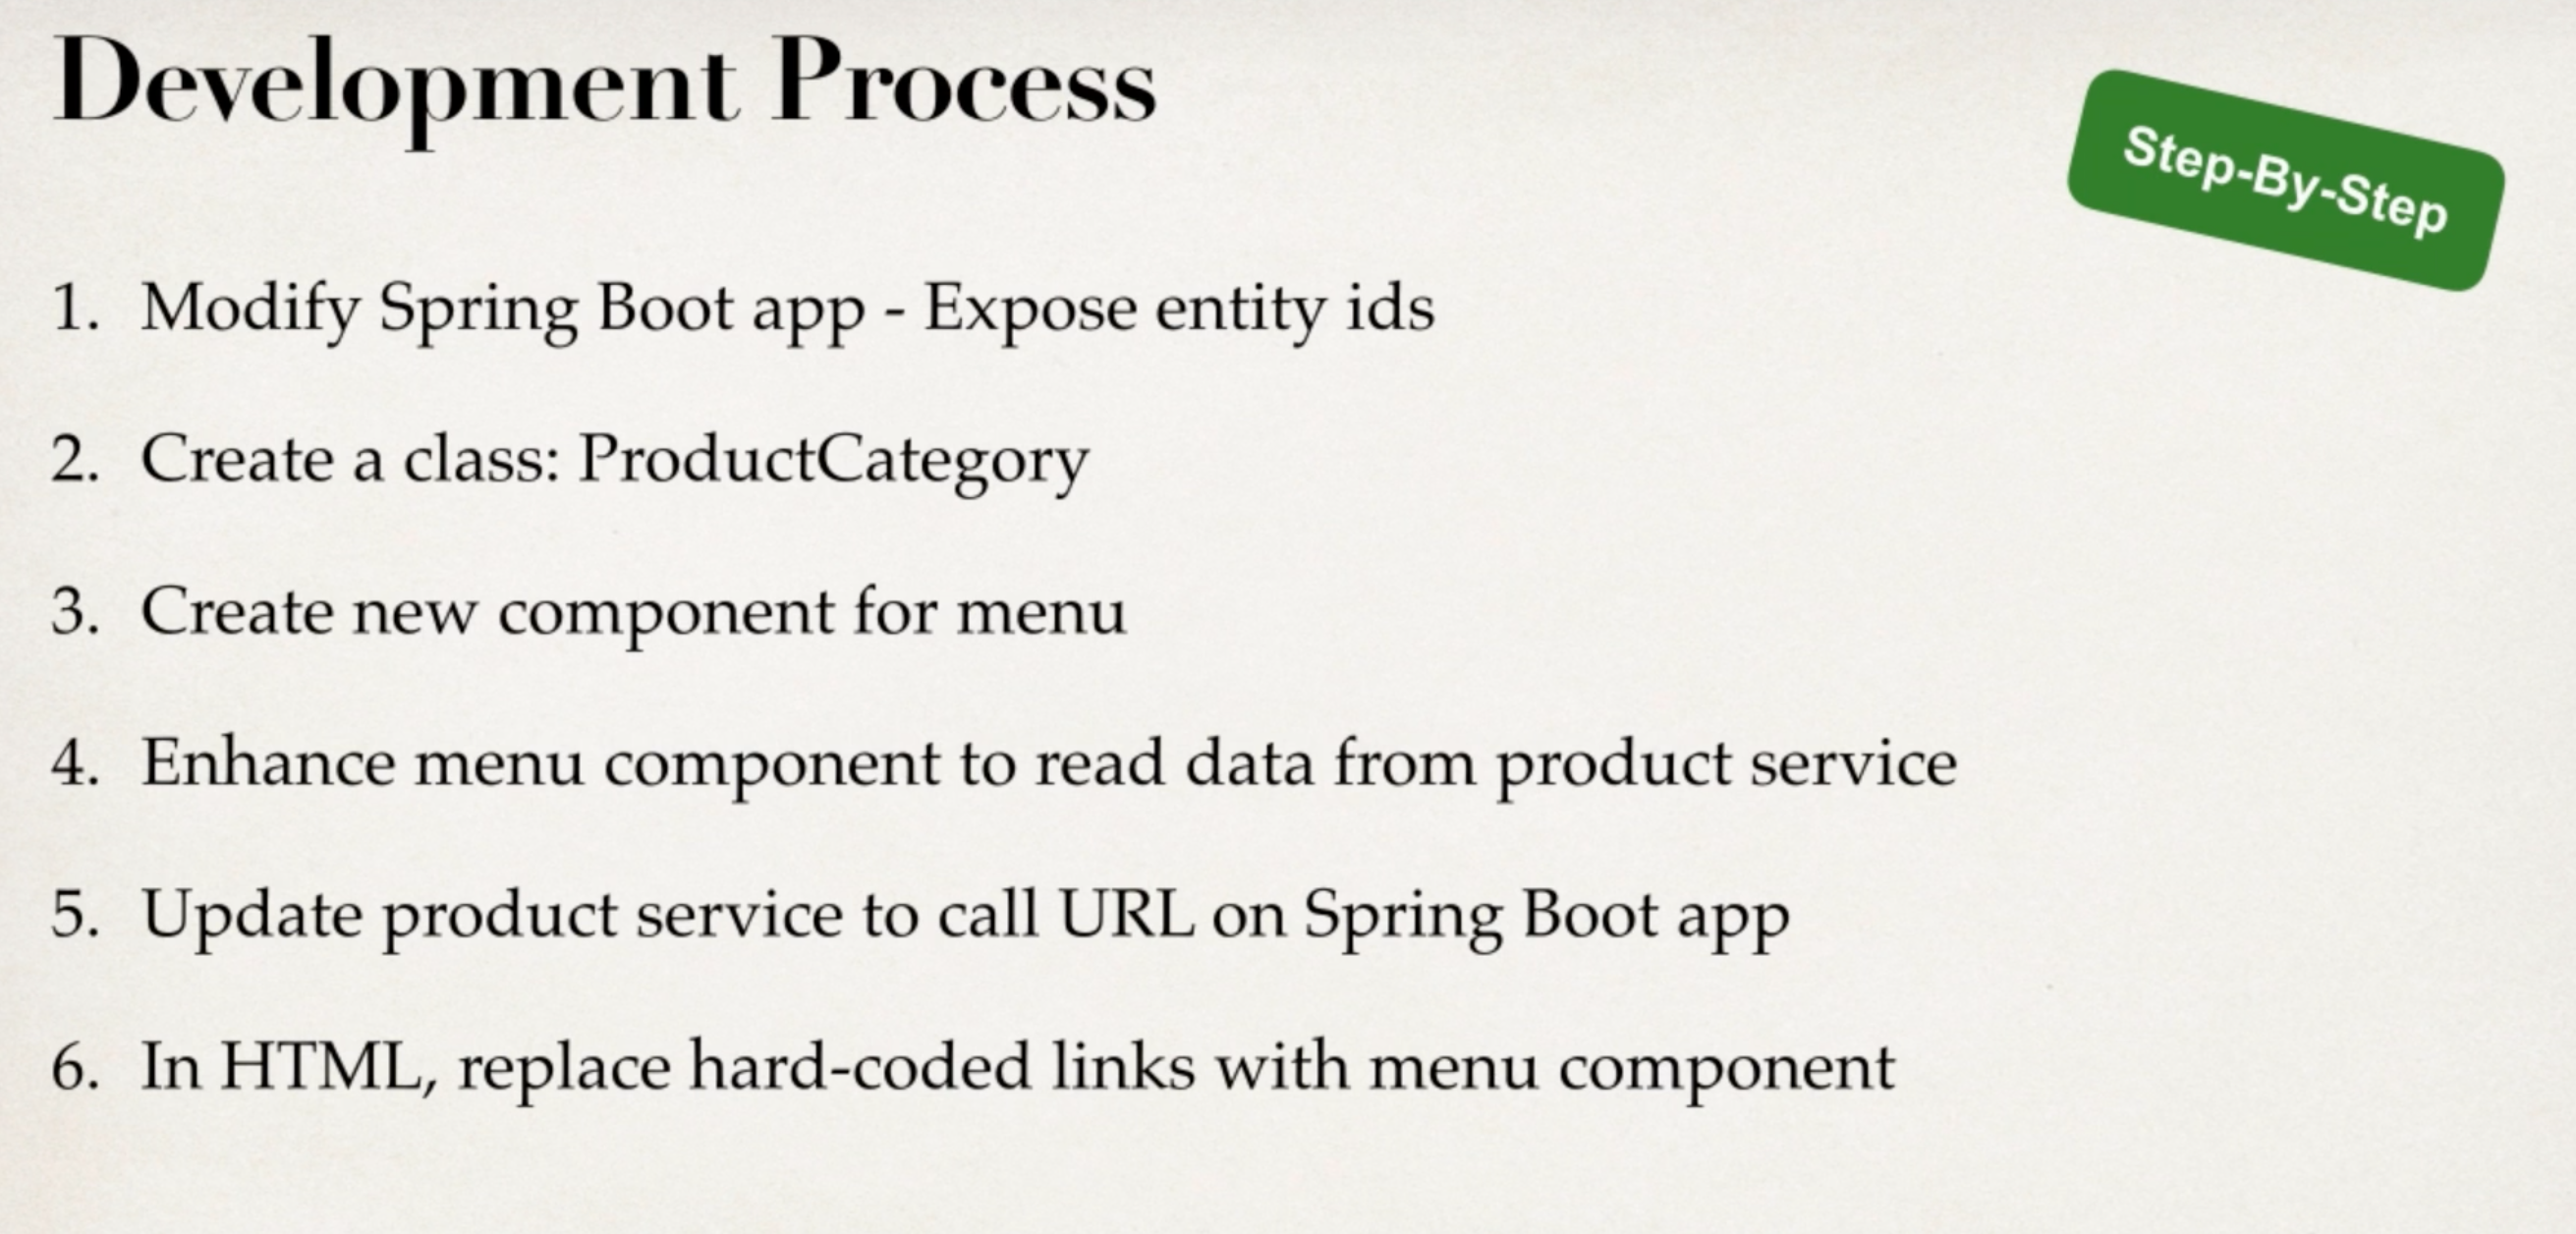 Development Process
Step-By-Step
1. Modify Spring Boot app - Expose entity ids
2. Create a class: ProductCategory
3. Create new component for menu
4. Enhance menu component to read data from product service
5. Update product service to call URL on Spring Boot app
6. In HTML, replace hard-coded links with menu component